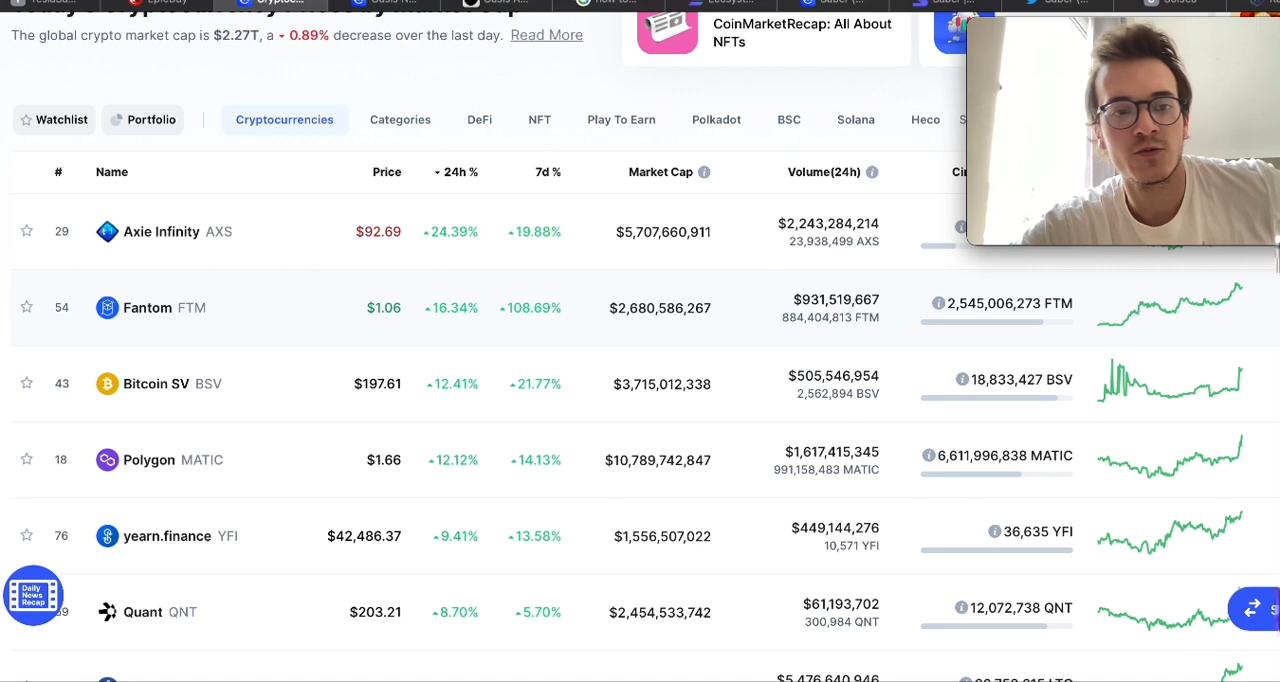 The global crypto market cap is $2.27T, a 0.89% decrease over the last day. Read More
CoinMarketRecap: All About
NFTs
Watchlist Portfolio Cryptocurrencies Categories DeFi NFT Play To Earn Polkadot BSC Solana Heco
# Name Price 24h % 7d % Market Cap Volume(24h)
29 Axie Infinity AXS $92.69 24.39% 19.88% $5,707,660,911 $2,243,284,214
23,938,499 AXS
54 Fantom FTM $1.06 16.34% 108.69% $2,680,586,267 $931,519,667 2,545,006,273 FTM
884,404,813 FTM
43 Bitcoin SV BSV $197.61 12.41% 21.77% $3,715,012,338 $505,546,954 18,833,427 BSV
2,562,894 BSV
18 Polygon MATIC $1.66 12.12% 14.13% $10,789,742,847 $1,617,415,345 6,611,996,838 MATIC
991,158,483 MATIC
76 yearn.finance YFI $42,486.37 9.41% 13.58% $1,556,507,022 $449,144,276 36,635 YFI
10,571 YFI
Daily
News
Recap
Quant QNT $203.21 8.70% 5.70% $2,454,533,742 $61,193,702 12,072,738 QNT
300,984 QNT